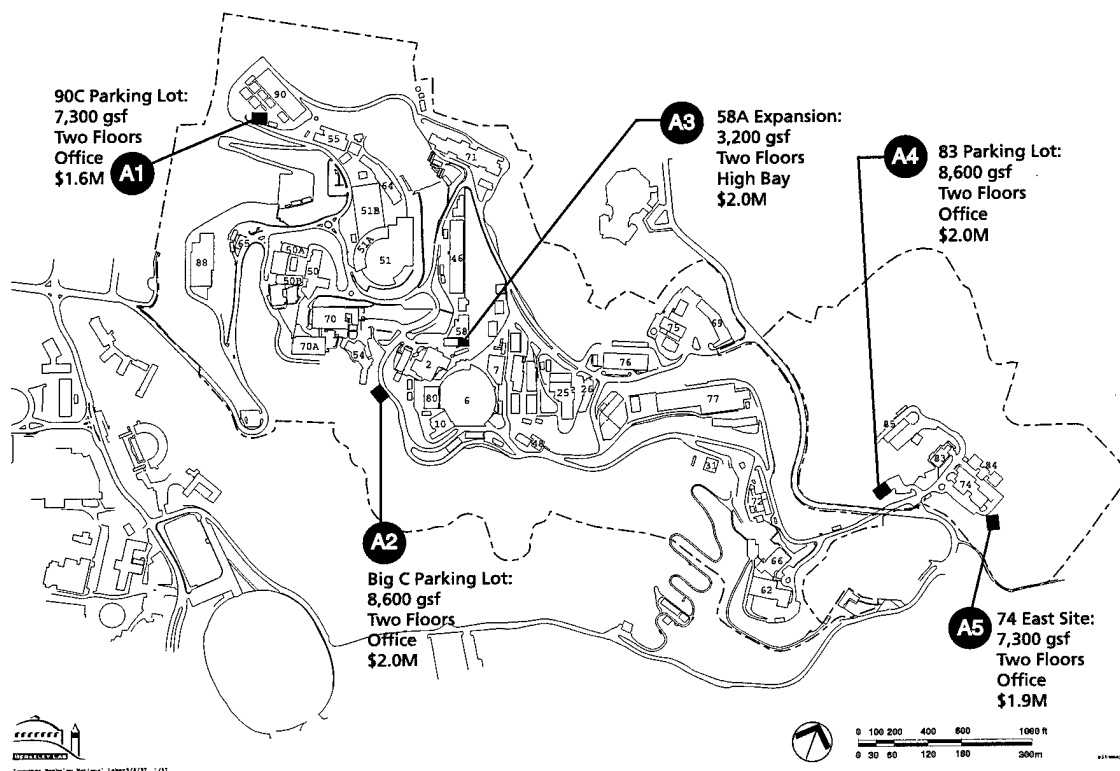 90C Parking Lot:
7,300 gsf
Two Floors
Office
$1.6M
A1
A3
58A Expansion:
3,200 gsf
Two Floors
High Bay
$2.0M
A4
83 Parking Lot:
8,600 gsf
Two Floors
Office
$2.0M
90
55
71
64
51B
51A
51
46
88
65
50A
50
50B
70
70A
54
58
2
7
80
6
10
25
26
76
75
69
77
48
31
72
66
62
85
83
84
74
A2
Big C Parking Lot:
8,600 gsf
Two Floors
Office
$2.0M
A5
74 East Site:
7,300 gsf
Two Floors
Office
$1.9M
BERKELEY LAB
0 100 200 400 600 1000 ft
0 30 60 120 180 300m